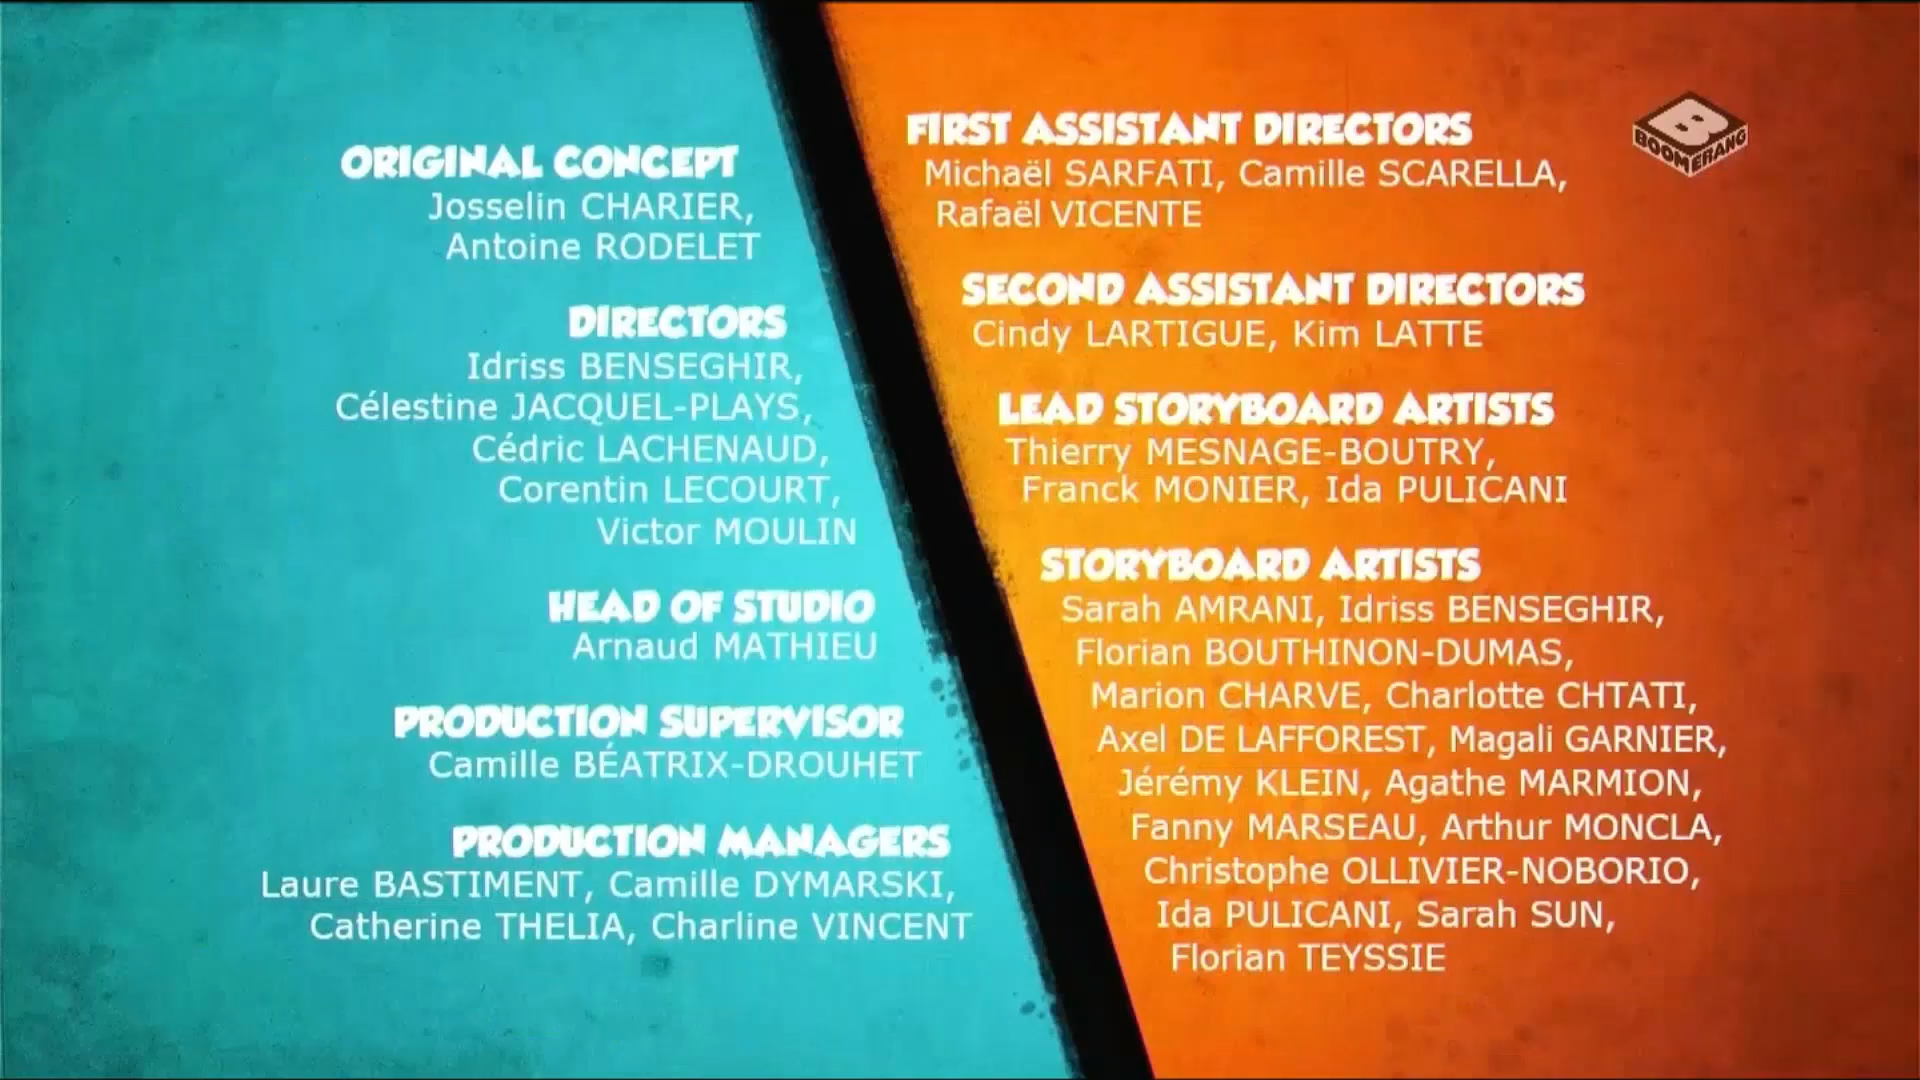 ORIGINAL CONCEPT
Josselin CHARIER,
Antoine RODELET
DIRECTORS
Idriss BENSEGHIR,
Célestine JACQUEL-PLAYS,
Cédric LACHENAUD,
Corentin LECOURT,
Victor MOULIN
HEAD OF STUDIO
Arnaud MATHIEU
PRODUCTION SUPERVISOR
Camille BÉATRIX-DROUHET
PRODUCTION MANAGERS
Laure BASTIMENT, Camille DYMARSKI,
Catherine THELIA, Charline VINCENT
FIRST ASSISTANT DIRECTORS
Michaël SARFATI, Camille SCARELLA,
Rafaël VICENTE
SECOND ASSISTANT DIRECTORS
Cindy LARTIGUE, Kim LATTE
LEAD STORYBOARD ARTISTS
Thierry MESNAGE-BOUTRY,
Franck MONIER, Ida PULICANI
STORYBOARD ARTISTS
Sarah AMRANI, Idriss BENSEGHIR,
Florian BOUTHINON-DUMAS,
Marion CHARVE, Charlotte CHTATI,
Axel DE LAFFOREST, Magali GARNIER,
Jérémy KLEIN, Agathe MARMION,
Fanny MARSEAU, Arthur MONCLA,
Christophe OLLIVIER-NOBORIO,
Ida PULICANI, Sarah SUN,
Florian TEYSSIE
B
BOOMERANG